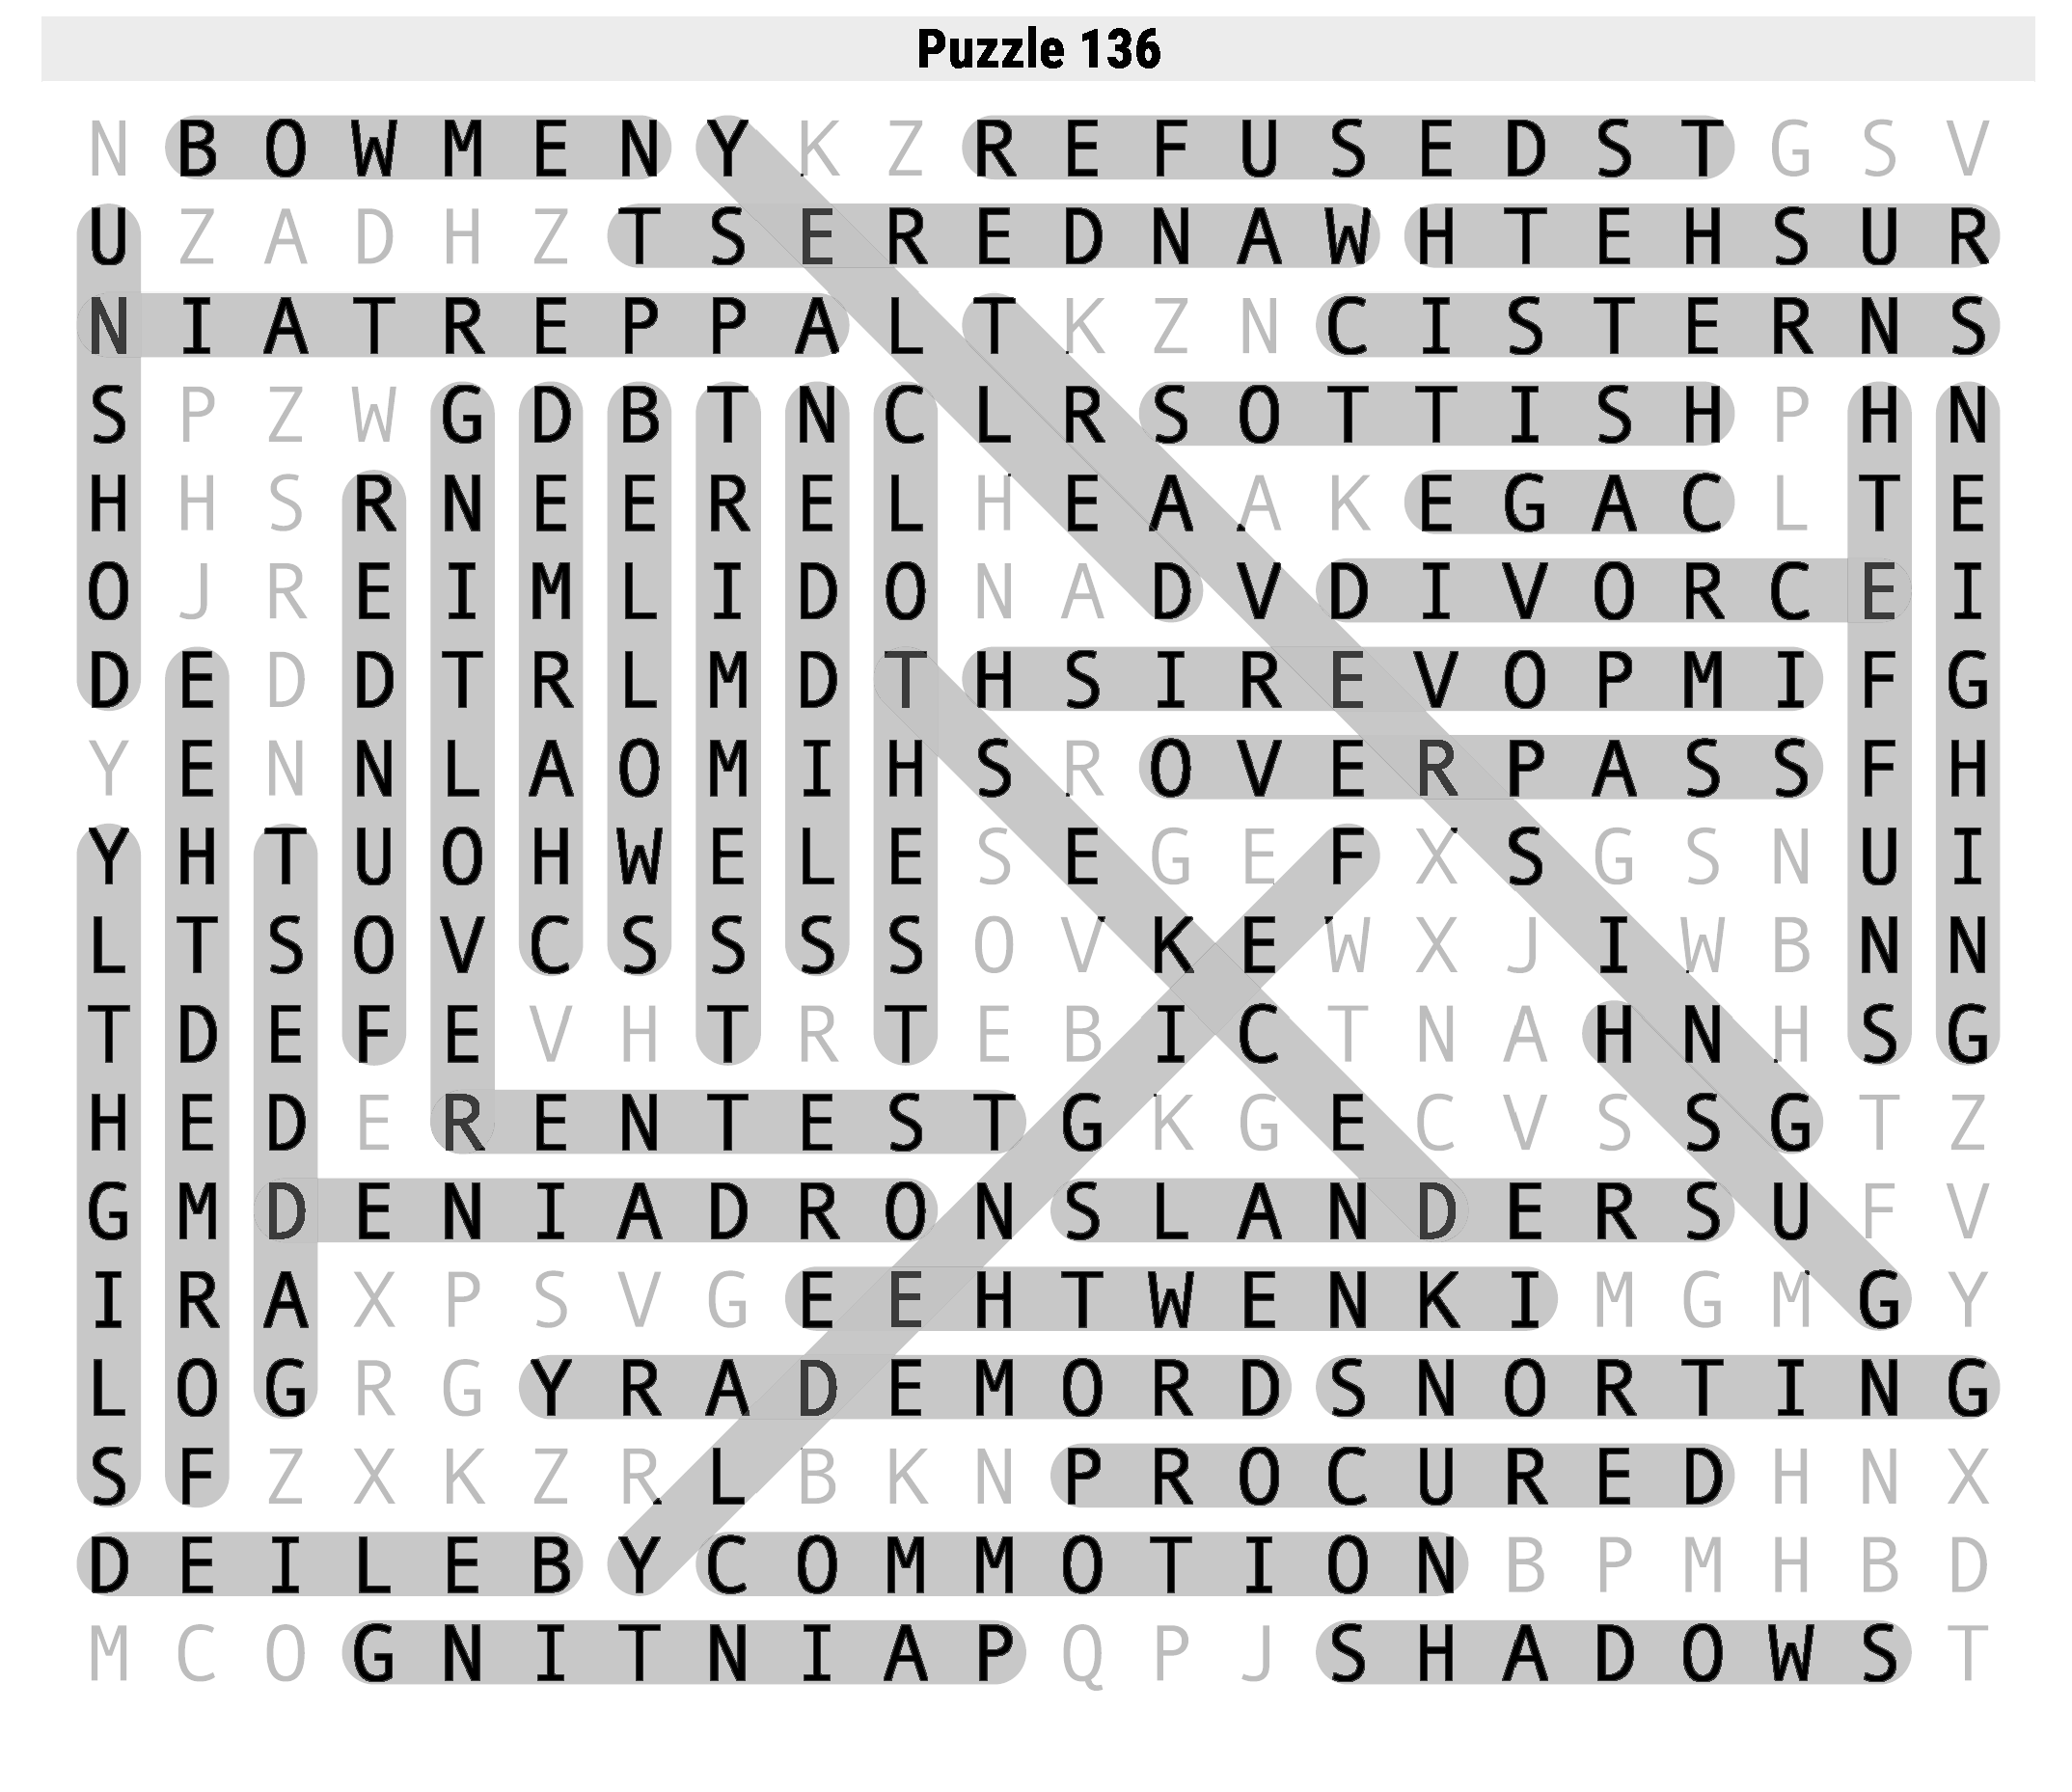 Puzzle 136
N B O W M E N Y K Z R E F U S E D S T G S V
U Z A D H Z T S E R E D N A W H T E H S U R
N I A T R E P P A L T K Z N C I S T E R N S
S P Z W G D B T N C L R S O T T I S H P H N
H H S R N E E R E L H E A A K E G A C L T E
O J R E I M L I D O N A D V D I V O R C E I
D E D D T R L M D T H S I R E V O P M I F G
Y E N N L A O M I H S R O V E R P A S S F H
Y H T U O H W E L E S E G E F X S G S N U I
L T S O V C S S S S O V K E W X J I W B N N
T D E F E V H T R T E B I C T N A H N H S G
H E D E R E N T E S T G K G E C V S S G T Z
G M D E N I A D R O N S L A N D E R S U F V
I R A X P S V G E E H T W E N K I M G M G Y
L O G R G Y R A D E M O R D S N O R T I N G
S F Z X K Z R L B K N P R O C U R E D H N X
D E I L E B Y C O M M O T I O N B P M H B D
M C O G N I T N I A P Q P J S H A D O W S T